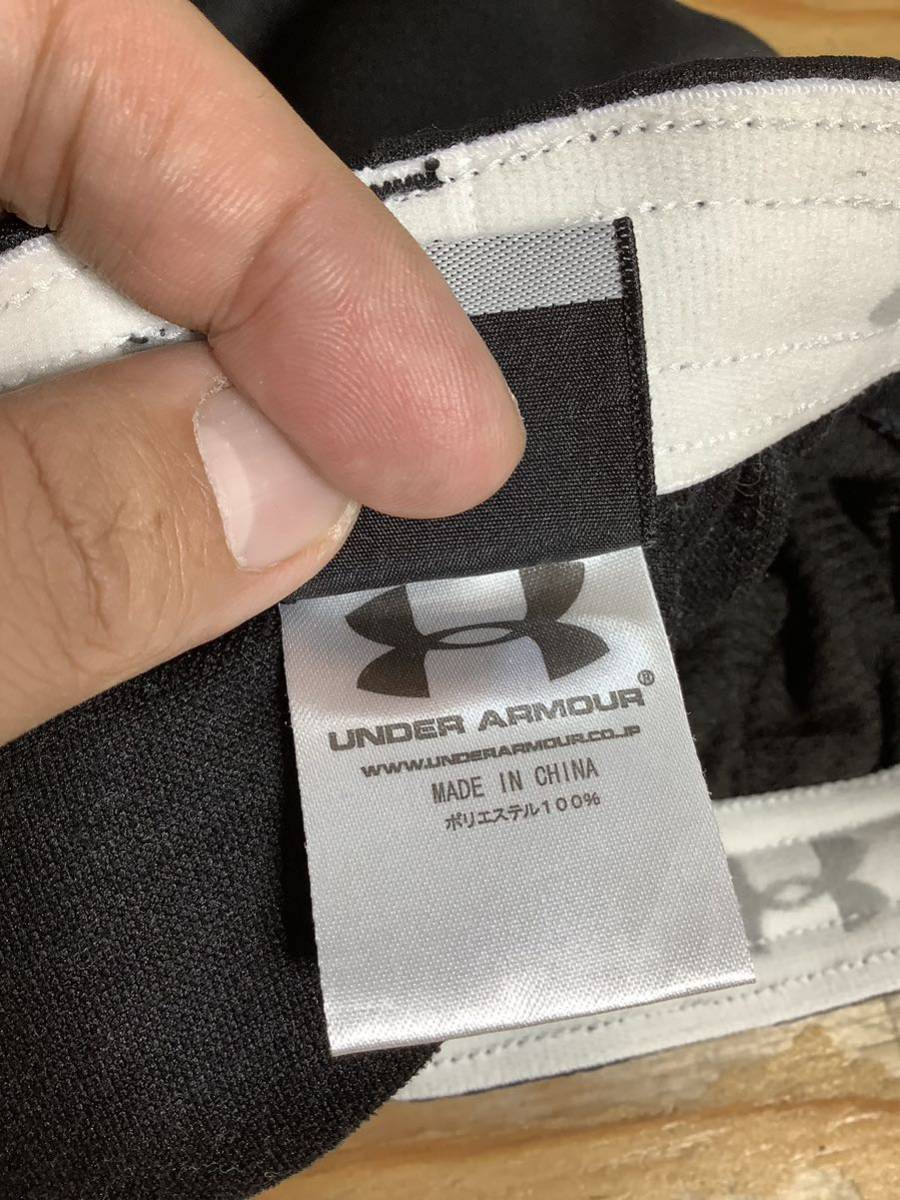 UNDER ARMOUR®
WWW.UNDERARMOUR.CO.JP
MADE IN CHINA
ポリエステル100%